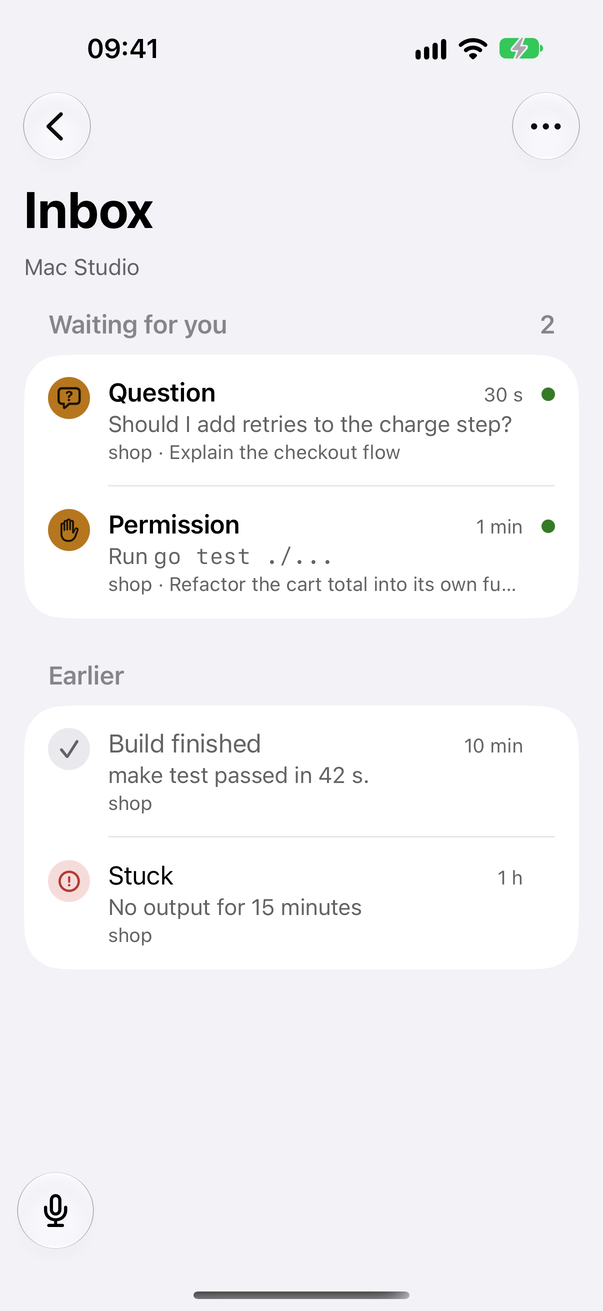 09:41
Inbox
Mac Studio
Waiting for you 2
Question 30 s
Should I add retries to the charge step?
shop · Explain the checkout flow
Permission 1 min
Run go test ./...
shop · Refactor the cart total into its own fu...
Earlier
Build finished 10 min
make test passed in 42 s.
shop
Stuck 1 h
No output for 15 minutes
shop